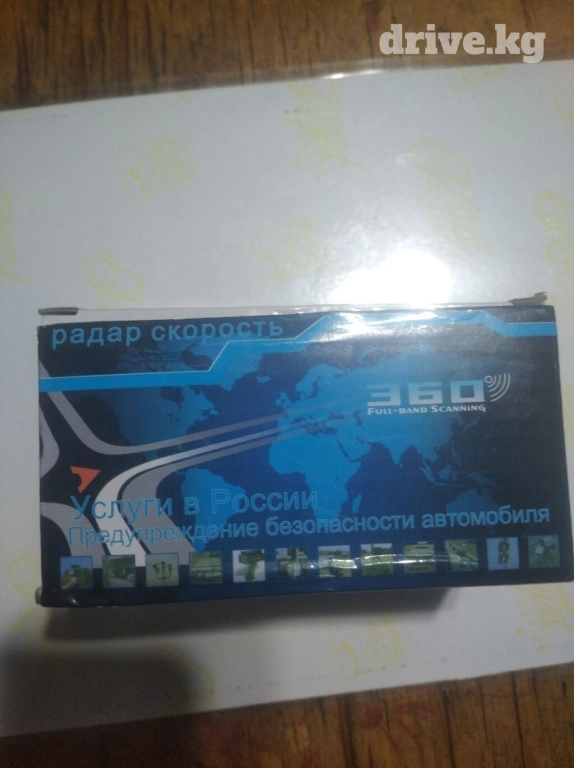 drive.kg
радар скорость
360°
FULL-BAND SCANNING
Услуги в России
Предупреждение безопасности автомобиля